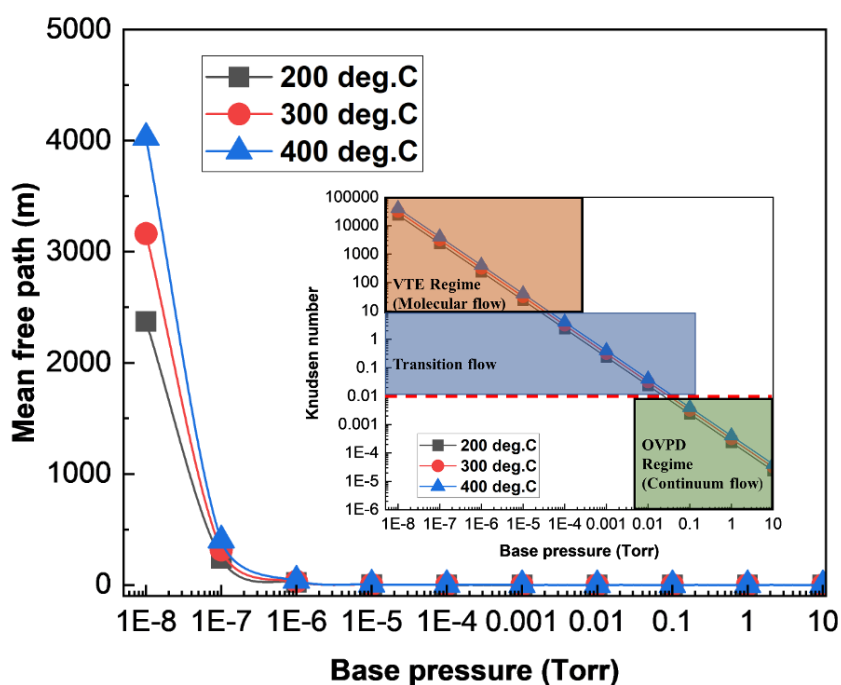 5000
4000
3000
2000
1000
0
Mean free path (m)
200 deg.C
300 deg.C
400 deg.C
1E-8 1E-7 1E-6 1E-5 1E-4 0.001 0.01 0.1 1 10
Base pressure (Torr)
100000
10000
1000
100
10
1
0.1
0.01
0.001
1E-4
1E-5
1E-6
Knudsen number
VTE Regime
(Molecular flow)
Transition flow
OVPD
Regime
(Continuum flow)
200 deg.C
300 deg.C
400 deg.C
1E-8 1E-7 1E-6 1E-5 1E-4 0.001 0.01 0.1 1 10
Base pressure (Torr)